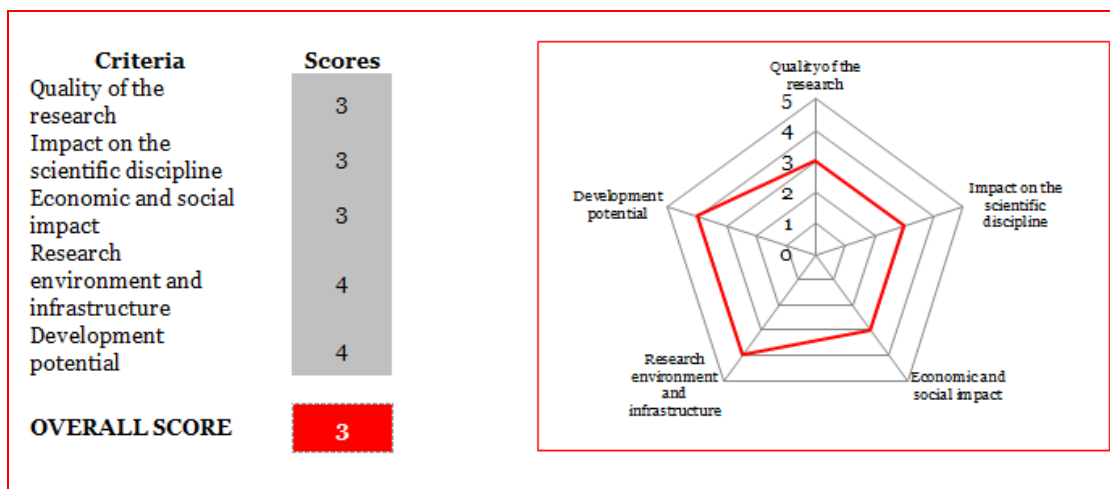 Criteria Scores
Quality of the
research
3
Impact on the
scientific discipline
3
Economic and social
impact
3
Research
environment and
infrastructure
4
Development
potential
4
OVERALL SCORE 3
Quality of the
research
5
4
3
2
1
0
Impact on the
scientific
discipline
Economic and
social impact
Research
environment
and
infrastructure
Development
potential